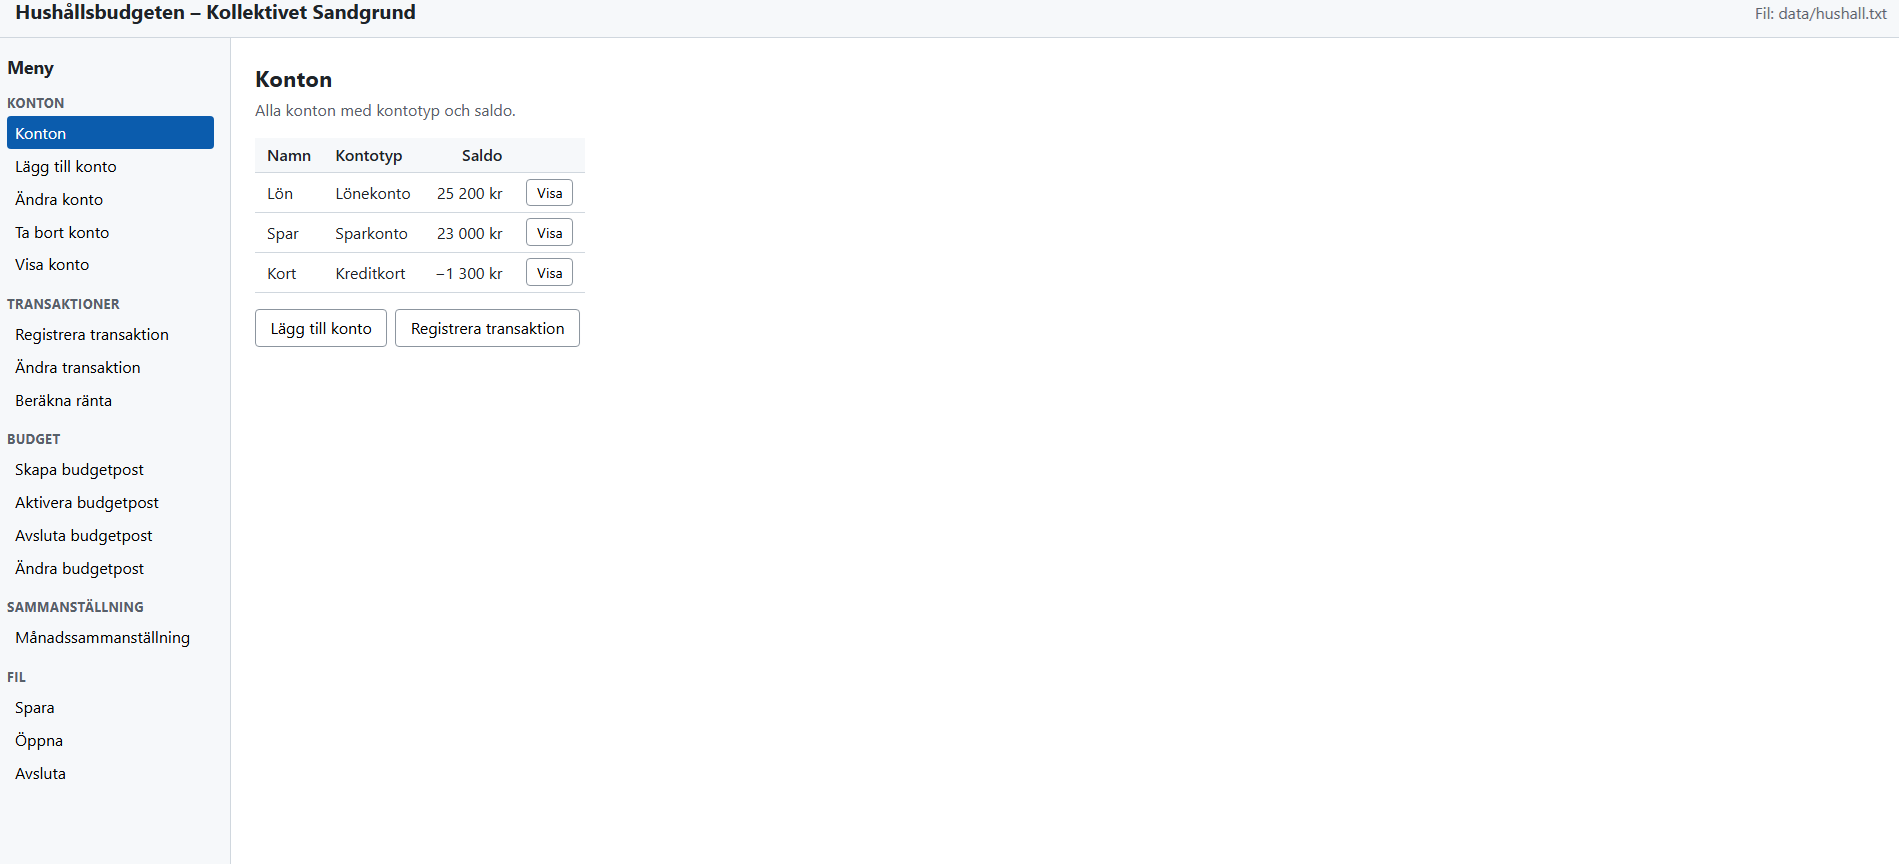 Hushållsbudgeten – Kollektivet Sandgrund
Fil: data/hushall.txt
Meny
KONTON
Konton
Lägg till konto
Ändra konto
Ta bort konto
Visa konto
TRANSAKTIONER
Registrera transaktion
Ändra transaktion
Beräkna ränta
BUDGET
Skapa budgetpost
Aktivera budgetpost
Avsluta budgetpost
Ändra budgetpost
SAMMANSTÄLLNING
Månadssammanställning
FIL
Spara
Öppna
Avsluta
Konton
Alla konton med kontotyp och saldo.
Namn Kontotyp Saldo
Lön Lönekonto 25 200 kr Visa
Spar Sparkonto 23 000 kr Visa
Kort Kreditkort −1 300 kr Visa
Lägg till konto Registrera transaktion